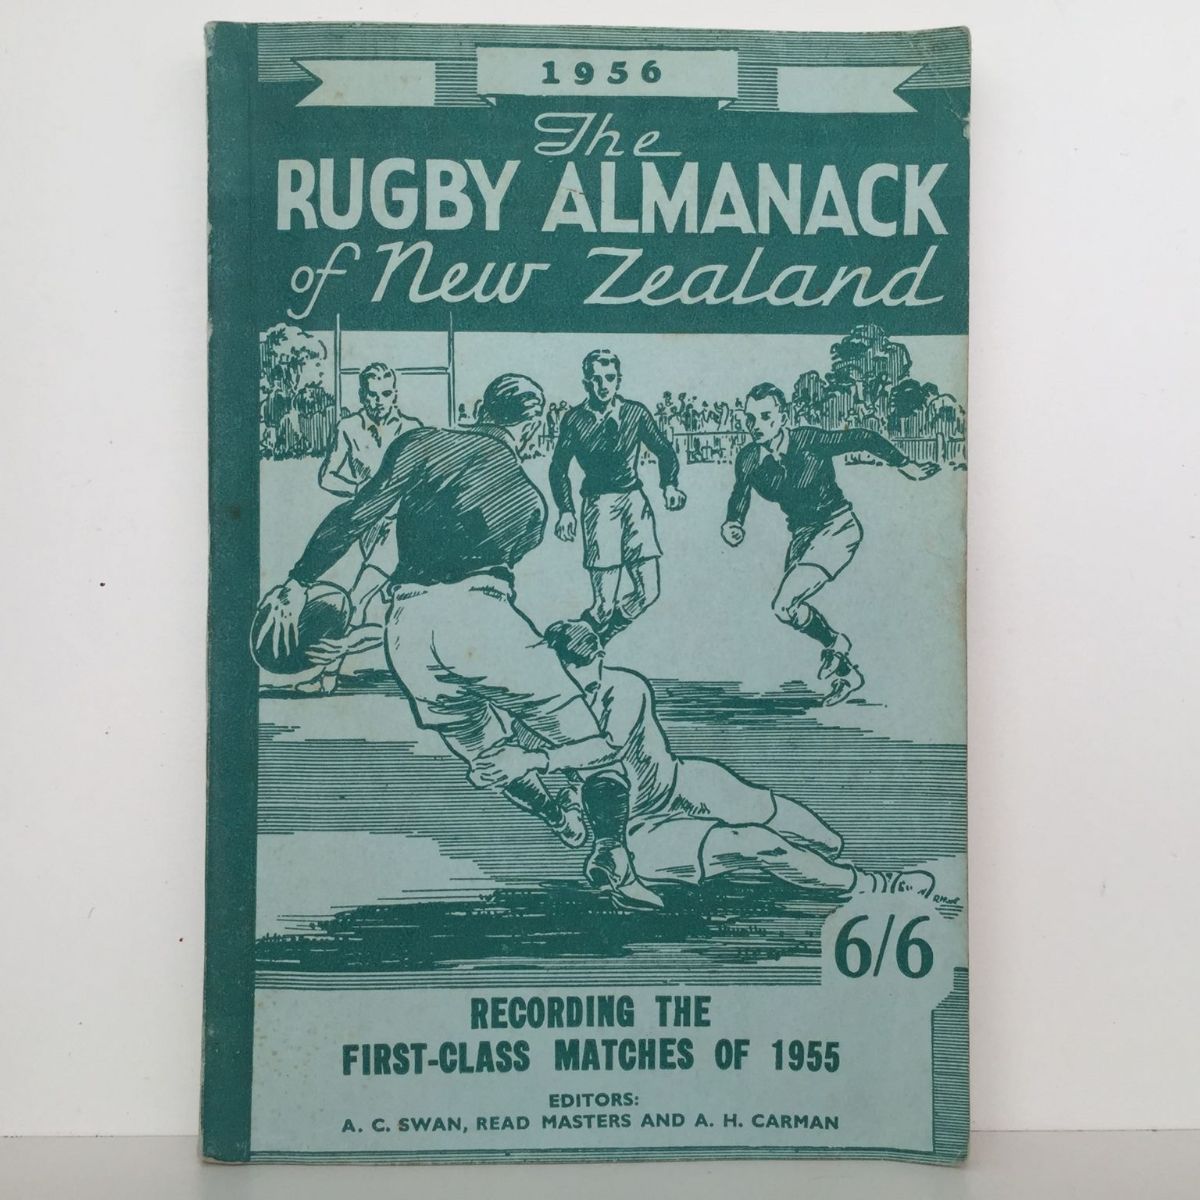 1956
The
RUGBY ALMANACK
of New Zealand
6/6
RECORDING THE
FIRST-CLASS MATCHES OF 1955
EDITORS:
A. C. SWAN, READ MASTERS AND A. H. CARMAN